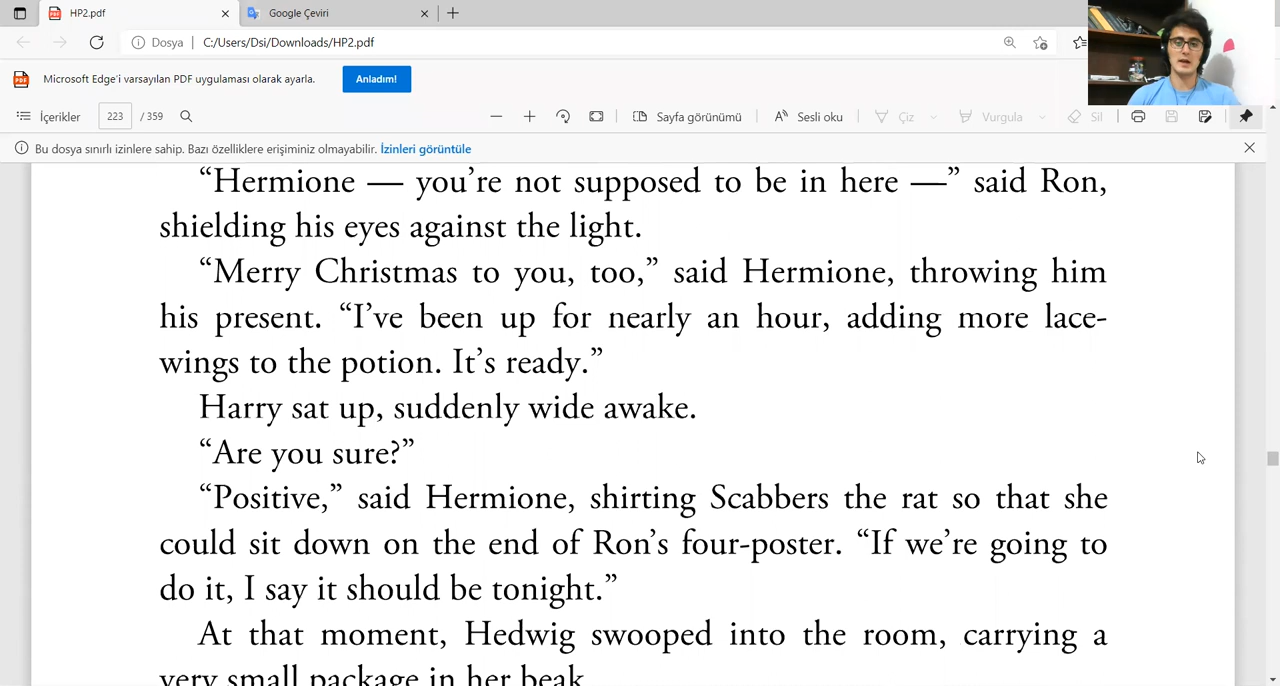 HP2.pdf
Google Çeviri
Dosya
C:/Users/Dsi/Downloads/HP2.pdf
Microsoft Edge'i varsayılan PDF uygulaması olarak ayarla.
Anladım!
İçerikler
223
/ 359
Sayfa görünümü
Sesli oku
Çiz
Vurgula
Sil
Bu dosya sınırlı izinlere sahip. Bazı özelliklere erişiminiz olmayabilir. İzinleri görüntüle
“Hermione — you’re not supposed to be in here —” said Ron,
shielding his eyes against the light.
“Merry Christmas to you, too,” said Hermione, throwing him
his present. “I’ve been up for nearly an hour, adding more lace-
wings to the potion. It’s ready.”
Harry sat up, suddenly wide awake.
“Are you sure?”
“Positive,” said Hermione, shirting Scabbers the rat so that she
could sit down on the end of Ron’s four-poster. “If we’re going to
do it, I say it should be tonight.”
At that moment, Hedwig swooped into the room, carrying a
very small package in her beak